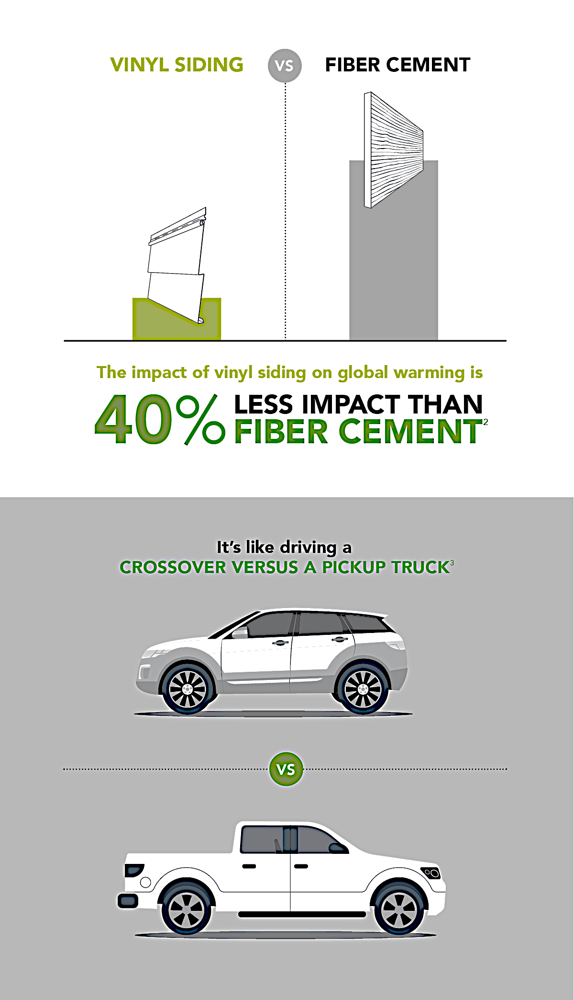 VINYL SIDING VS FIBER CEMENT
The impact of vinyl siding on global warming is
40% LESS IMPACT THAN
FIBER CEMENT²
It's like driving a
CROSSOVER VERSUS A PICKUP TRUCK³
VS